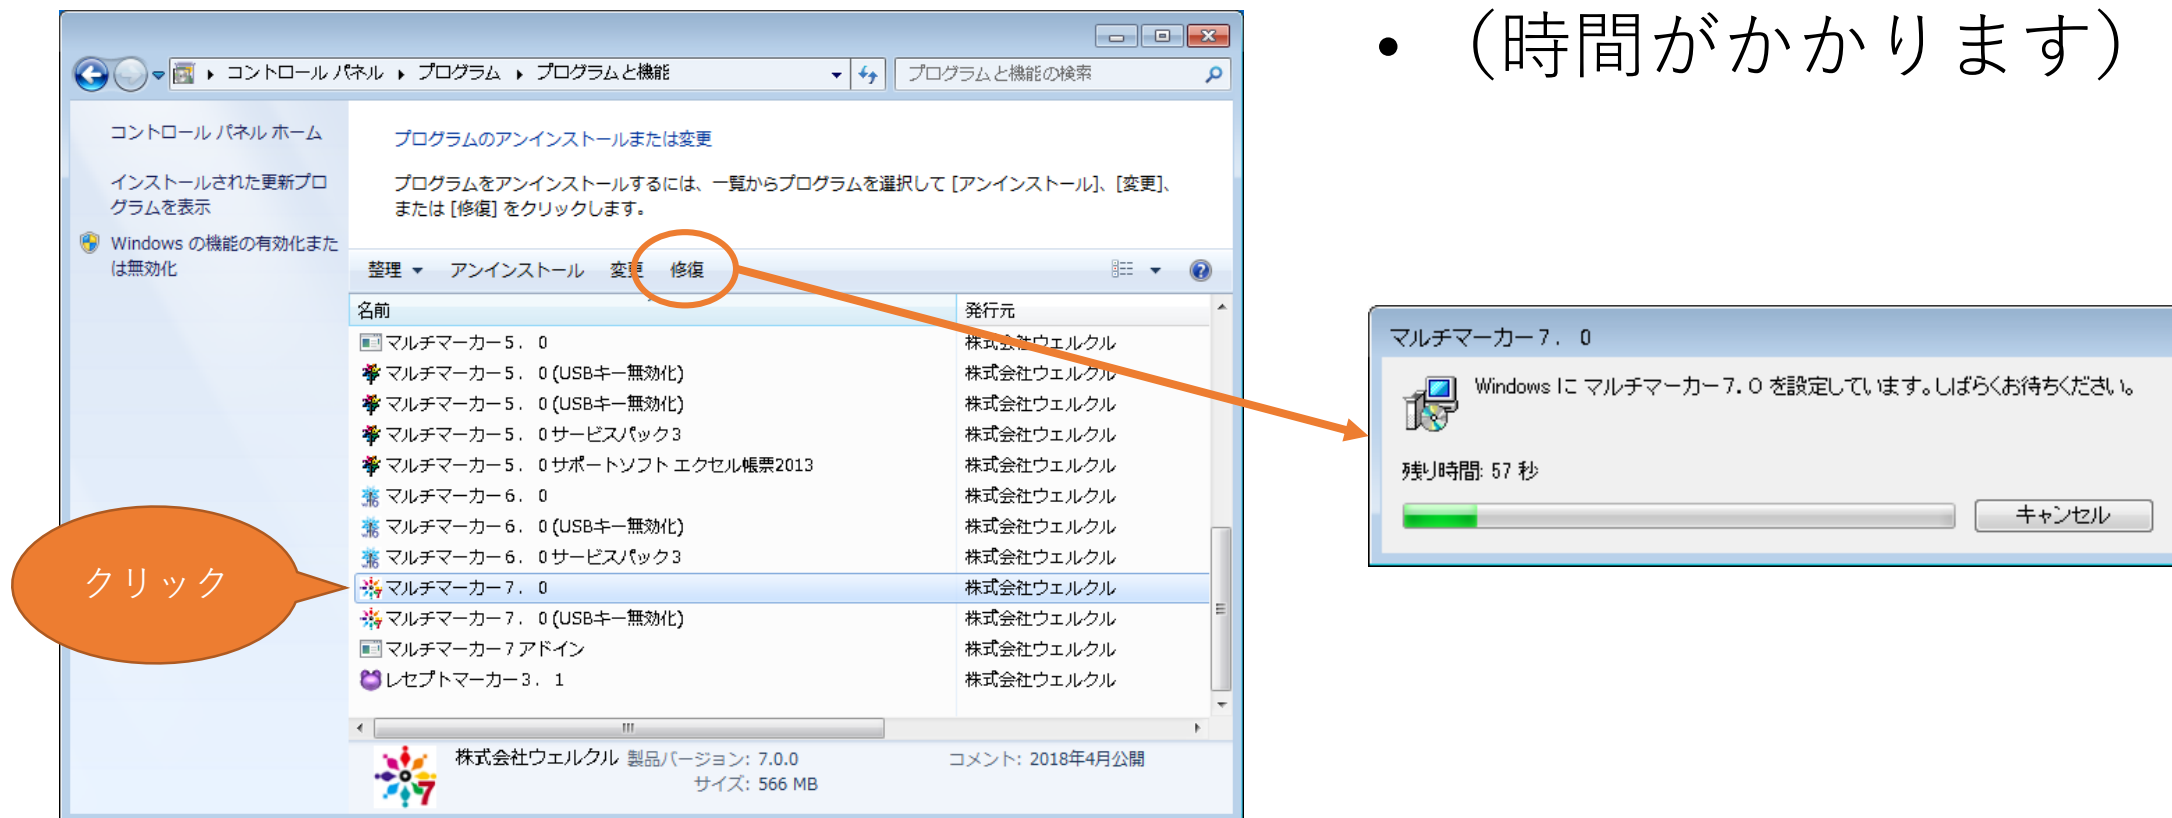 • （時間がかかります）
コントロール パネル ▸ プログラム ▸ プログラムと機能
プログラムと機能の検索
コントロール パネル ホーム
インストールされた更新プロ
グラムを表示
Windows の機能の有効化また
は無効化
プログラムのアンインストールまたは変更
プログラムをアンインストールするには、一覧からプログラムを選択して [アンインストール]、[変更]、
または [修復] をクリックします。
整理 ▼ アンインストール 変更 修復
名前 発行元
マルチマーカー５．０ 株式会社ウェルクル
マルチマーカー５．０(USBキー無効化) 株式会社ウェルクル
マルチマーカー５．０(USBキー無効化) 株式会社ウェルクル
マルチマーカー５．０サービスパック3 株式会社ウェルクル
マルチマーカー５．０サポートソフト エクセル帳票2013 株式会社ウェルクル
マルチマーカー６．０ 株式会社ウェルクル
マルチマーカー６．０(USBキー無効化) 株式会社ウェルクル
マルチマーカー６．０サービスパック3 株式会社ウェルクル
マルチマーカー７．０ 株式会社ウェルクル
マルチマーカー７．０(USBキー無効化) 株式会社ウェルクル
マルチマーカー７アドイン 株式会社ウェルクル
レセプトマーカー３．１ 株式会社ウェルクル
株式会社ウェルクル 製品バージョン: 7.0.0 コメント: 2018年4月公開
サイズ: 566 MB
7
クリック
マルチマーカー７．０
Windows に マルチマーカー７．０ を設定しています。しばらくお待ちください。
残り時間: 57 秒
キャンセル